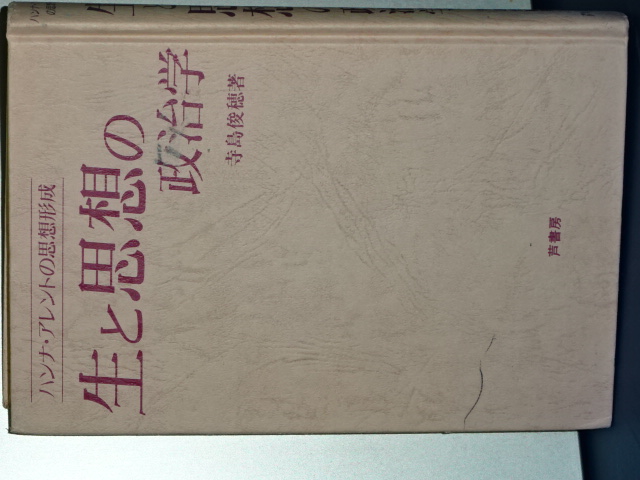 ハンナ・アレントの思想形成
生と思想の
政治学
寺島俊穂著
芦書房